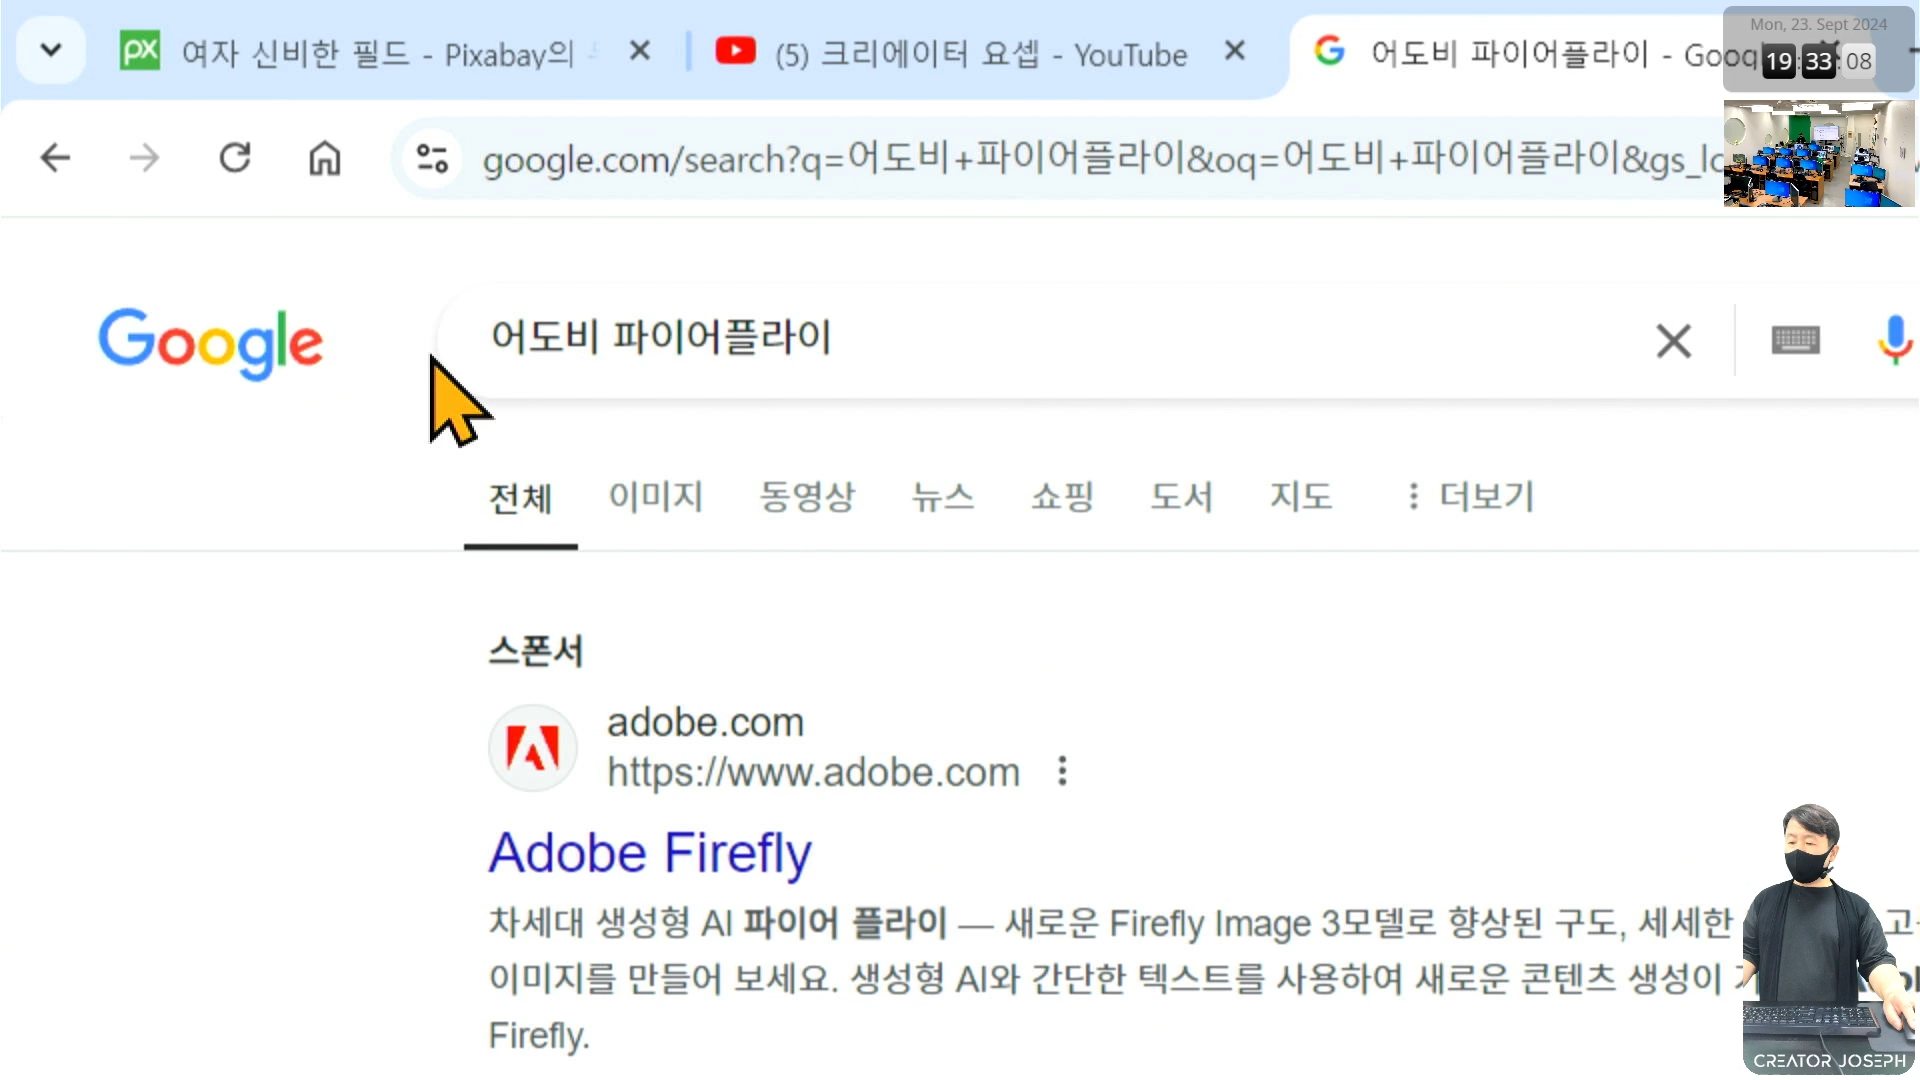 여자 신비한 필드 - Pixabay의
(5) 크리에이터 요셉 - YouTube
어도비 파이어플라이 - Goo
Mon, 23. Sept 2024
19:33:08
google.com/search?q=어도비+파이어플라이&oq=어도비+파이어플라이&gs_lc
Google
어도비 파이어플라이
전체 이미지 동영상 뉴스 쇼핑 도서 지도 더보기
스폰서
adobe.com
https://www.adobe.com
Adobe Firefly
차세대 생성형 AI 파이어 플라이 — 새로운 Firefly Image 3모델로 향상된 구도, 세세한
이미지를 만들어 보세요. 생성형 AI와 간단한 텍스트를 사용하여 새로운 콘텐츠 생성이
Firefly.
CREATOR JOSEPH